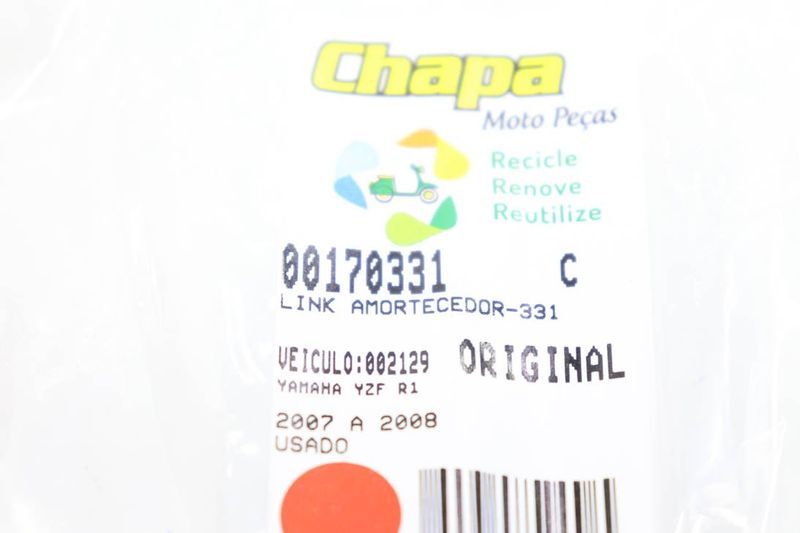 Chapa
Moto Peças
Recicle
Renove
Reutilize
00170331 C
LINK AMORTECEDOR-331
VEICULO:002129 ORIGINAL
YAMAHA YZF R1
2007 A 2008
USADO